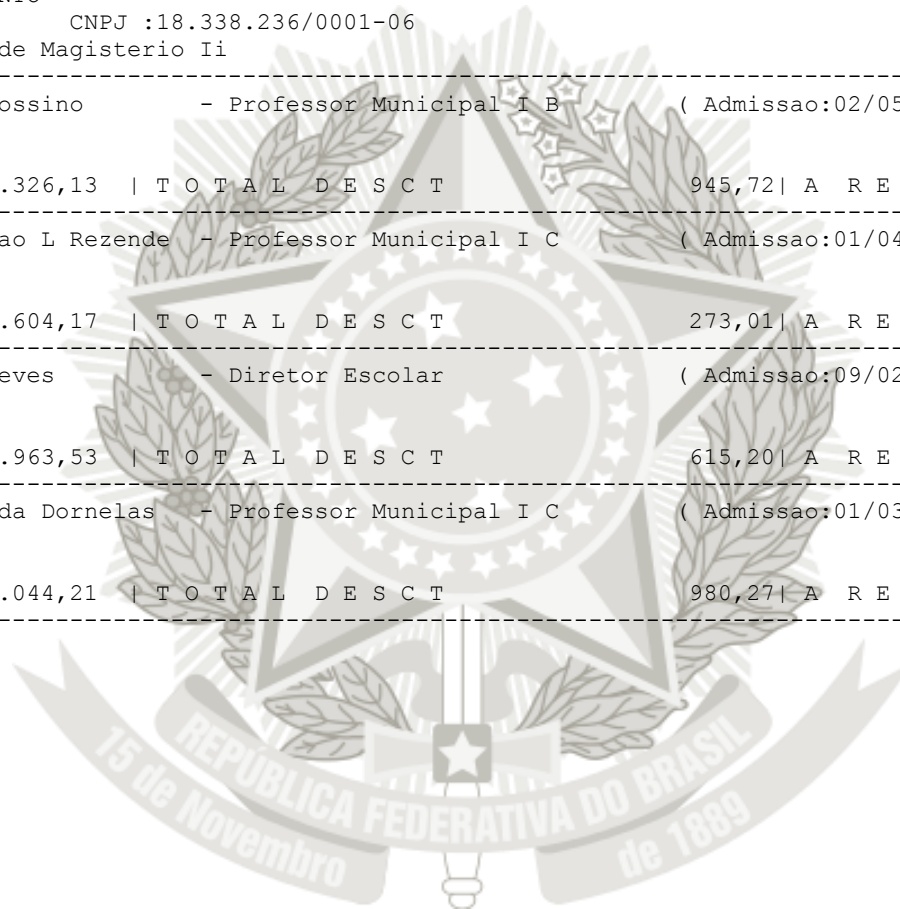 CNPJ :18.338.236/0001-06
de Magisterio Ii
--------------------------------------------------------------------------
ossino - Professor Municipal I B ( Admissao:02/05
.326,13 | T O T A L D E S C T 945,72| A R E
--------------------------------------------------------------------------
ao L Rezende - Professor Municipal I C ( Admissao:01/04
.604,17 | T O T A L D E S C T 273,01| A R E
--------------------------------------------------------------------------
eves - Diretor Escolar ( Admissao:09/02
.963,53 | T O T A L D E S C T 615,20| A R E
--------------------------------------------------------------------------
da Dornelas - Professor Municipal I C ( Admissao:01/03
.044,21 | T O T A L D E S C T 980,27| A R E
--------------------------------------------------------------------------
REPÚBLICA FEDERATIVA DO BRASIL
15 de Novembro de 1889